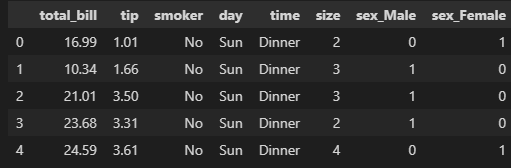 total_bill tip smoker day time size sex_Male sex_Female
0 16.99 1.01 No Sun Dinner 2 0 1
1 10.34 1.66 No Sun Dinner 3 1 0
2 21.01 3.50 No Sun Dinner 3 1 0
3 23.68 3.31 No Sun Dinner 2 1 0
4 24.59 3.61 No Sun Dinner 4 0 1